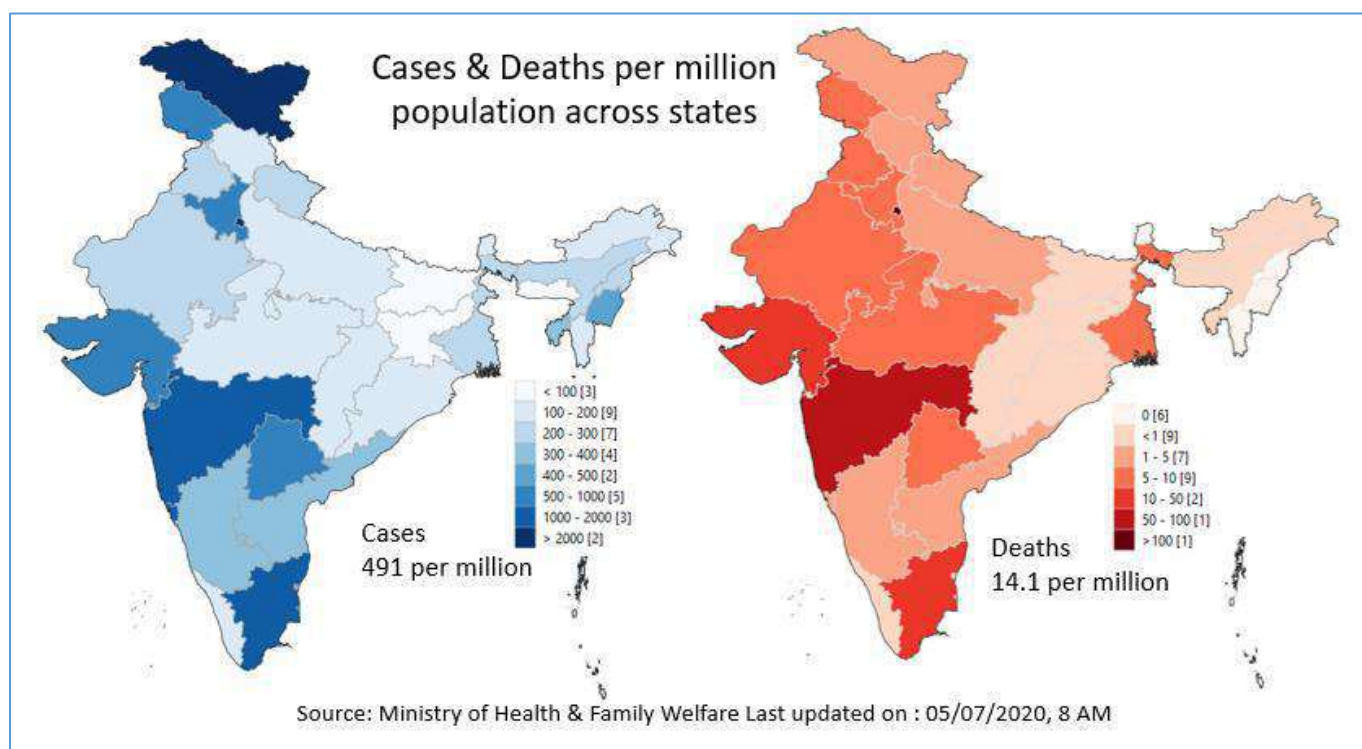 Cases & Deaths per million
population across states
< 100 [3]
100 - 200 [9]
200 - 300 [7]
300 - 400 [4]
400 - 500 [2]
500 - 1000 [5]
1000 - 2000 [3]
> 2000 [2]
Cases
491 per million
0 [6]
<1 [9]
1 - 5 [7]
5 - 10 [9]
10 - 50 [2]
50 - 100 [1]
>100 [1]
Deaths
14.1 per million
Source: Ministry of Health & Family Welfare Last updated on : 05/07/2020, 8 AM